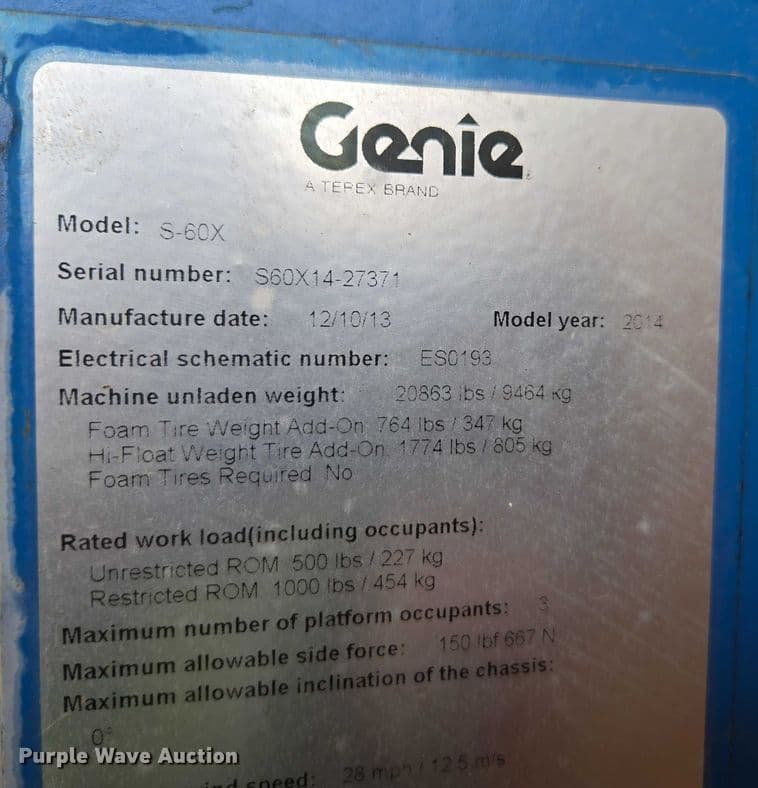 Genie
A TEREX BRAND
Model: S-60X
Serial number: S60X14-27371
Manufacture date: 12/10/13 Model year: 2014
Electrical schematic number: ES0193
Machine unladen weight: 20863 lbs / 9464 kg
Foam Tire Weight Add-On: 764 lbs / 347 kg
Hi-Float Weight Tire Add-On: 1774 lbs / 805 kg
Foam Tires Required No
Rated work load(including occupants):
Unrestricted ROM 500 lbs / 227 kg
Restricted ROM 1000 lbs / 454 kg
Maximum number of platform occupants: 3
Maximum allowable side force: 150 lbf 667 N
Maximum allowable inclination of the chassis:
0°
speed: 28 mph / 12.5 m/s
Purple Wave Auction